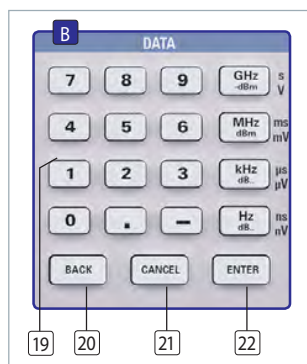 B
DATA
7 8 9 GHz -dBm s V
4 5 6 MHz dBm ms mV
1 2 3 kHz dB... µs µV
0 . – Hz dB... ns nV
BACK CANCEL ENTER
19 20 21 22